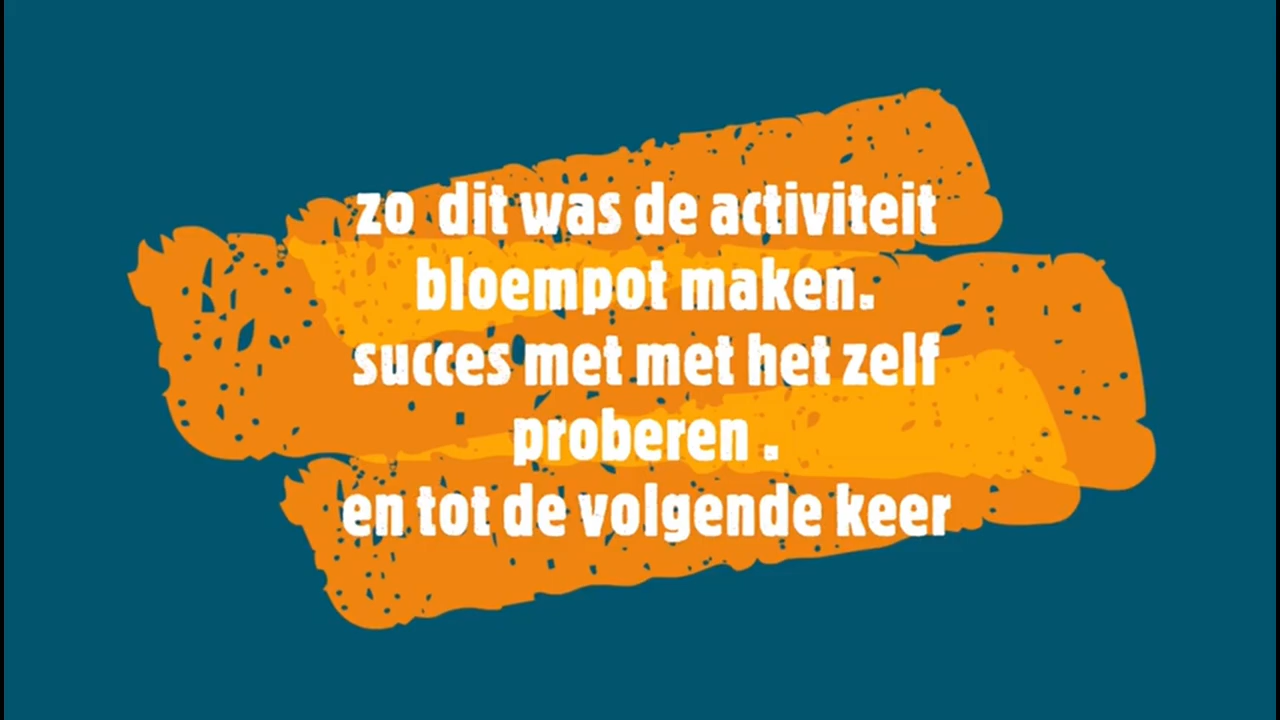 zo dit was de activiteit
bloempot maken.
succes met met het zelf
proberen .
en tot de volgende keer